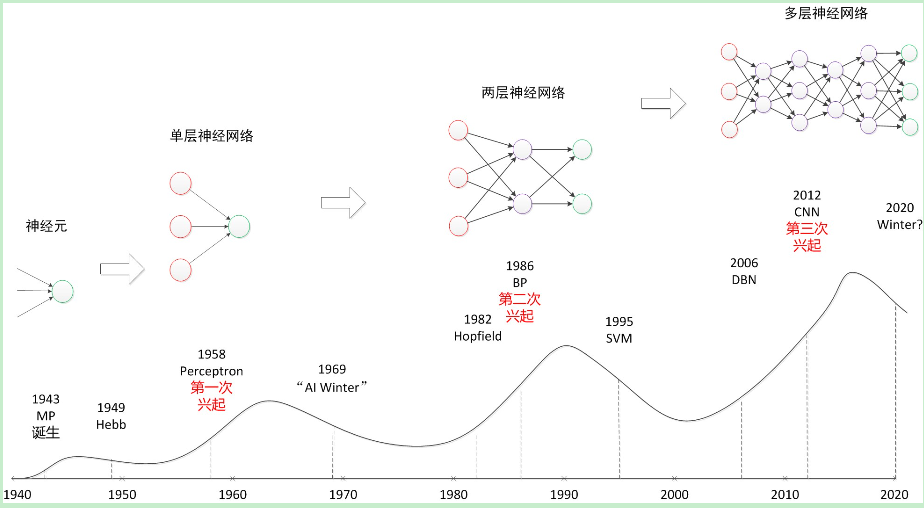 多层神经网络
两层神经网络
单层神经网络
神经元
2012
CNN
第三次
兴起
2020
Winter?
2006
DBN
1986
BP
第二次
兴起
1982
Hopfield
1995
SVM
1958
Perceptron
第一次
兴起
1969
“AI Winter”
1943
MP
诞生
1949
Hebb
1940 1950 1960 1970 1980 1990 2000 2010 2020